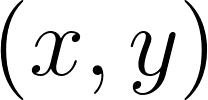 (x, y)